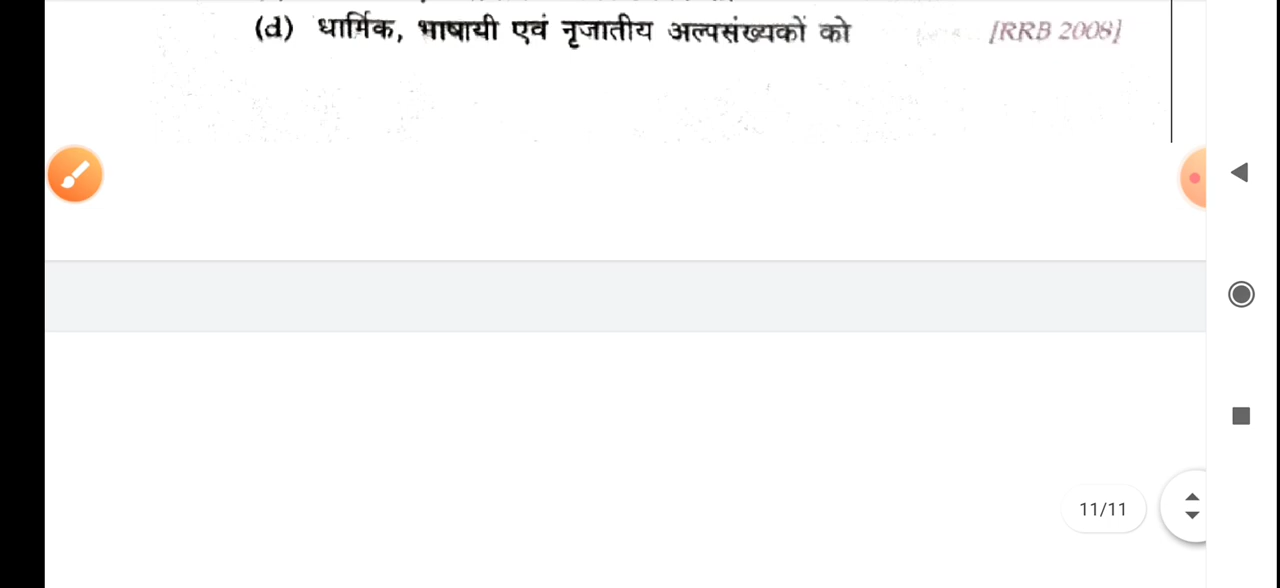 (d) धार्मिक, भाषायी एवं नृजातीय अल्पसंख्यकों को [RRB 2008]
11/11